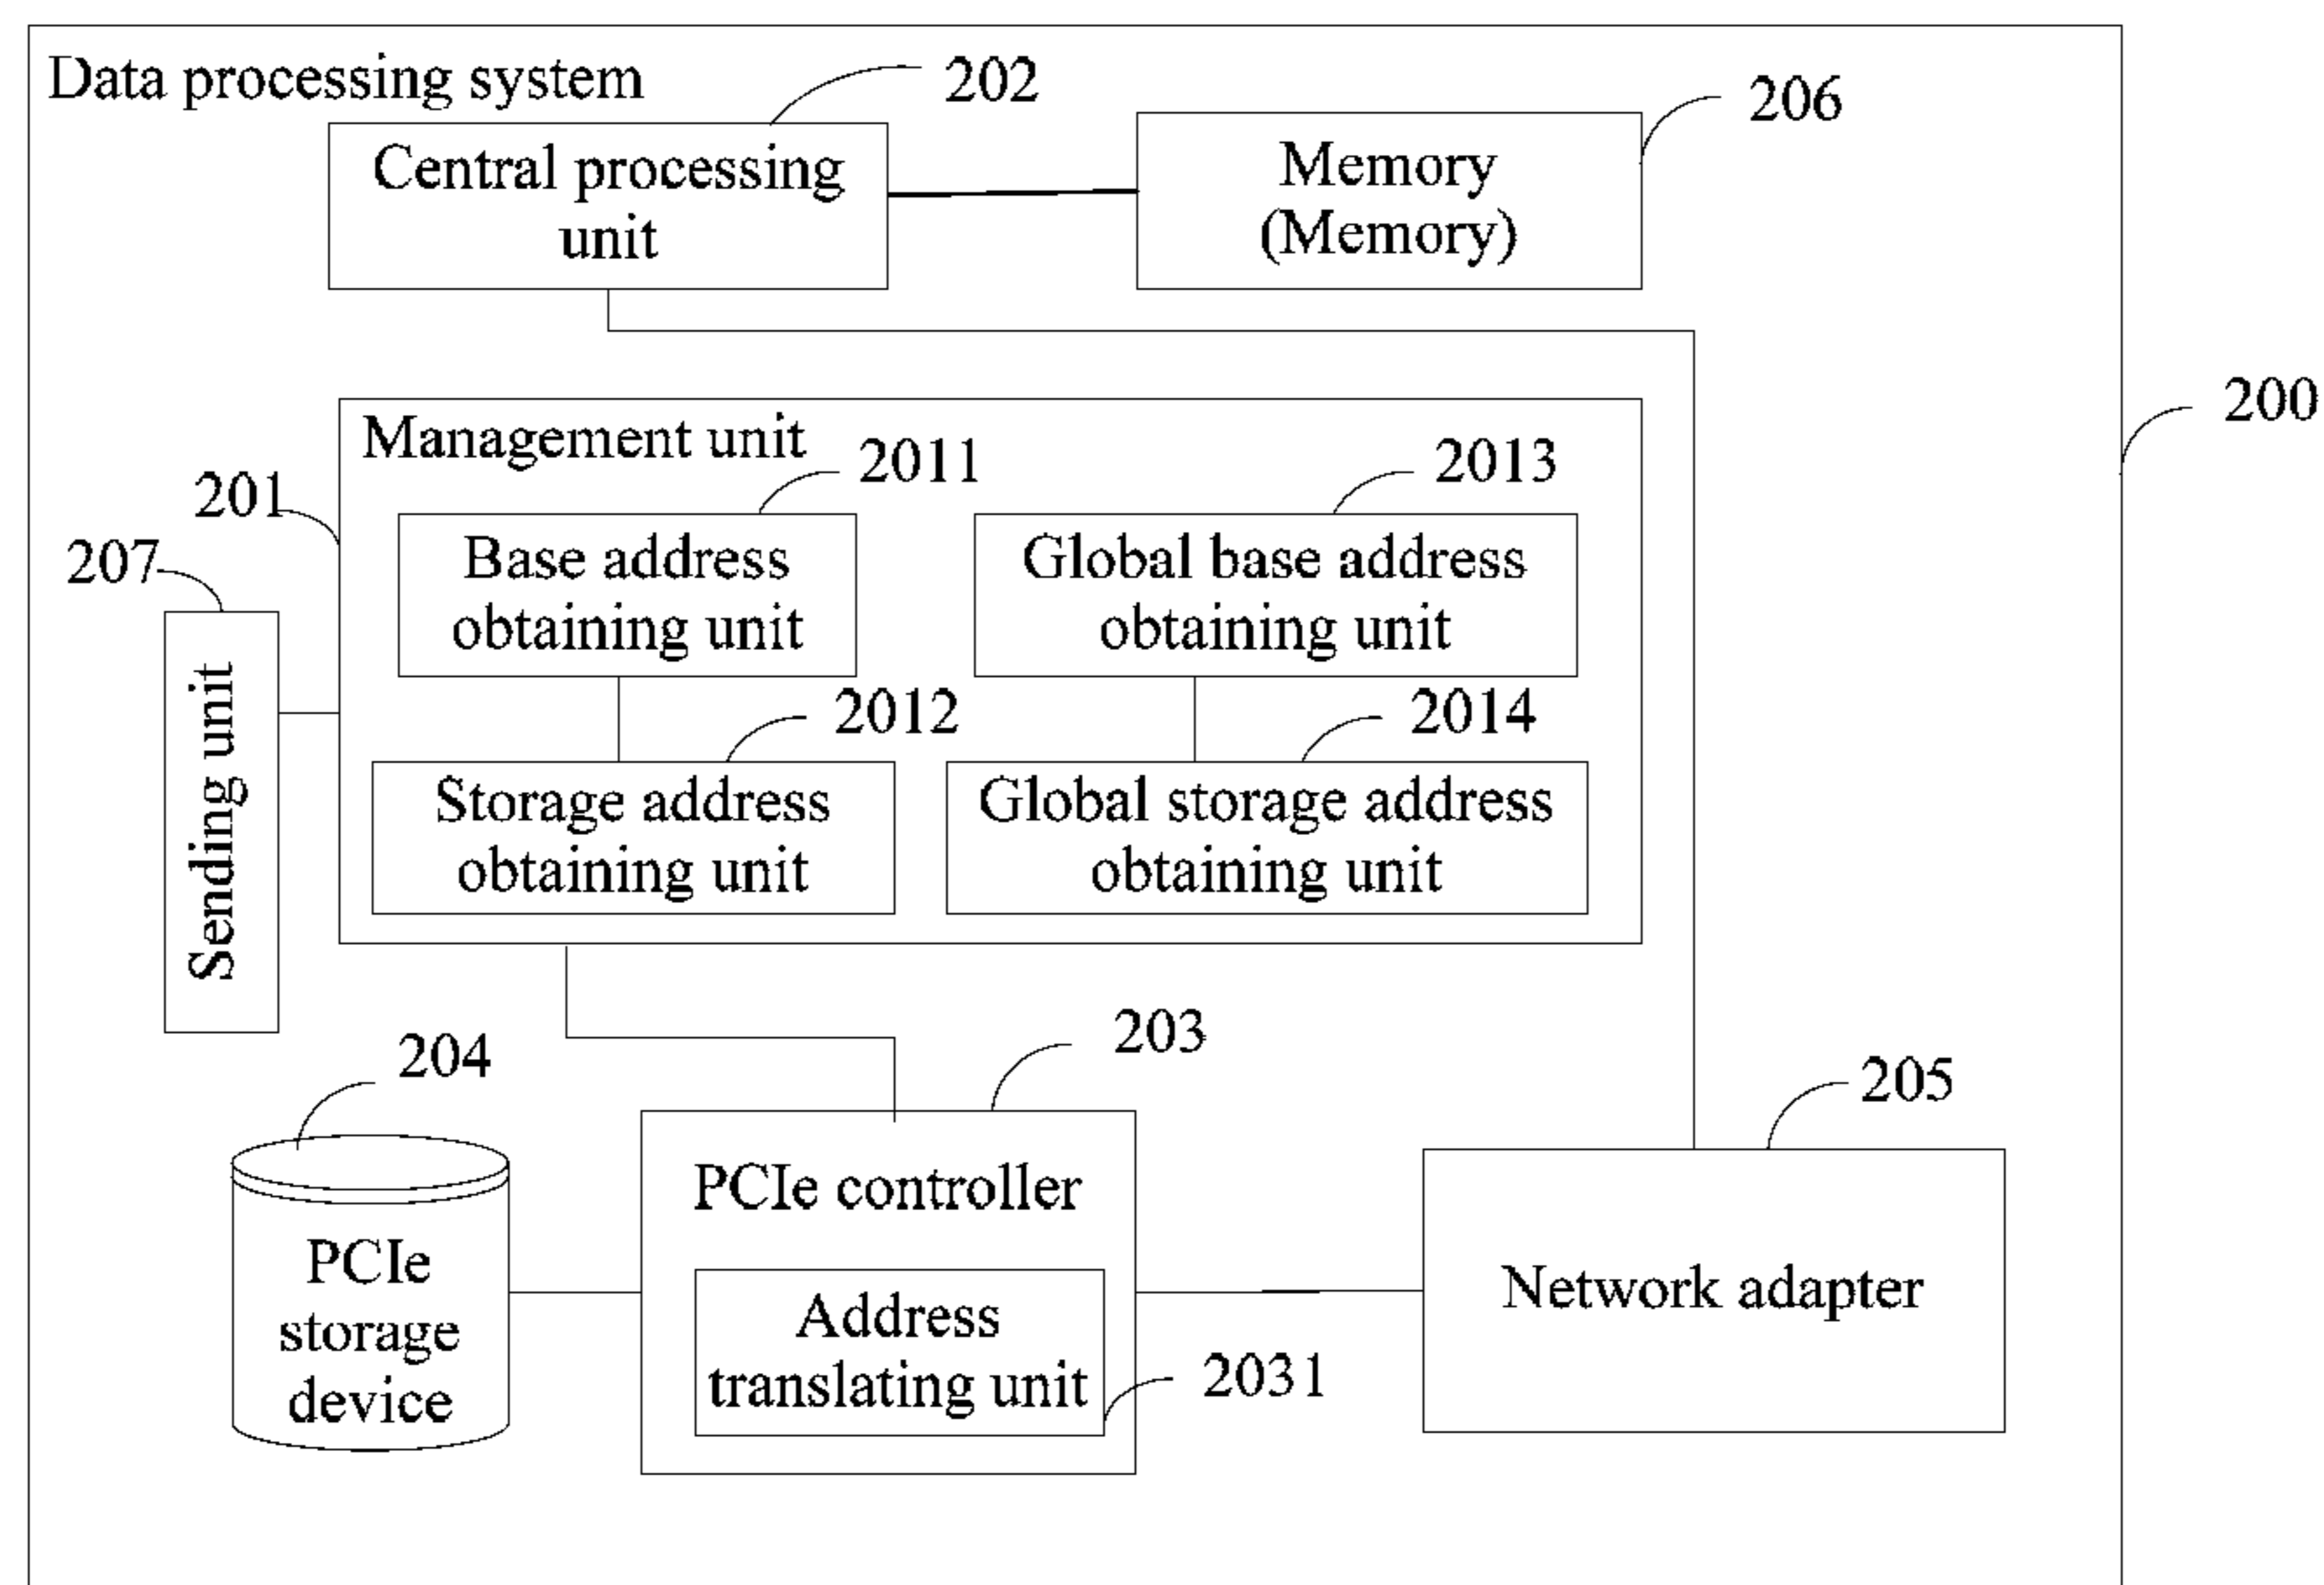 Data processing system
202
206
Central processing
unit
Memory
(Memory)
200
Management unit
201
2011
2013
207
Base address
obtaining unit
Global base address
obtaining unit
Sending unit
2012
2014
Storage address
obtaining unit
Global storage address
obtaining unit
204
203
205
PCIe
storage
device
PCIe controller
Address
translating unit
2031
Network adapter